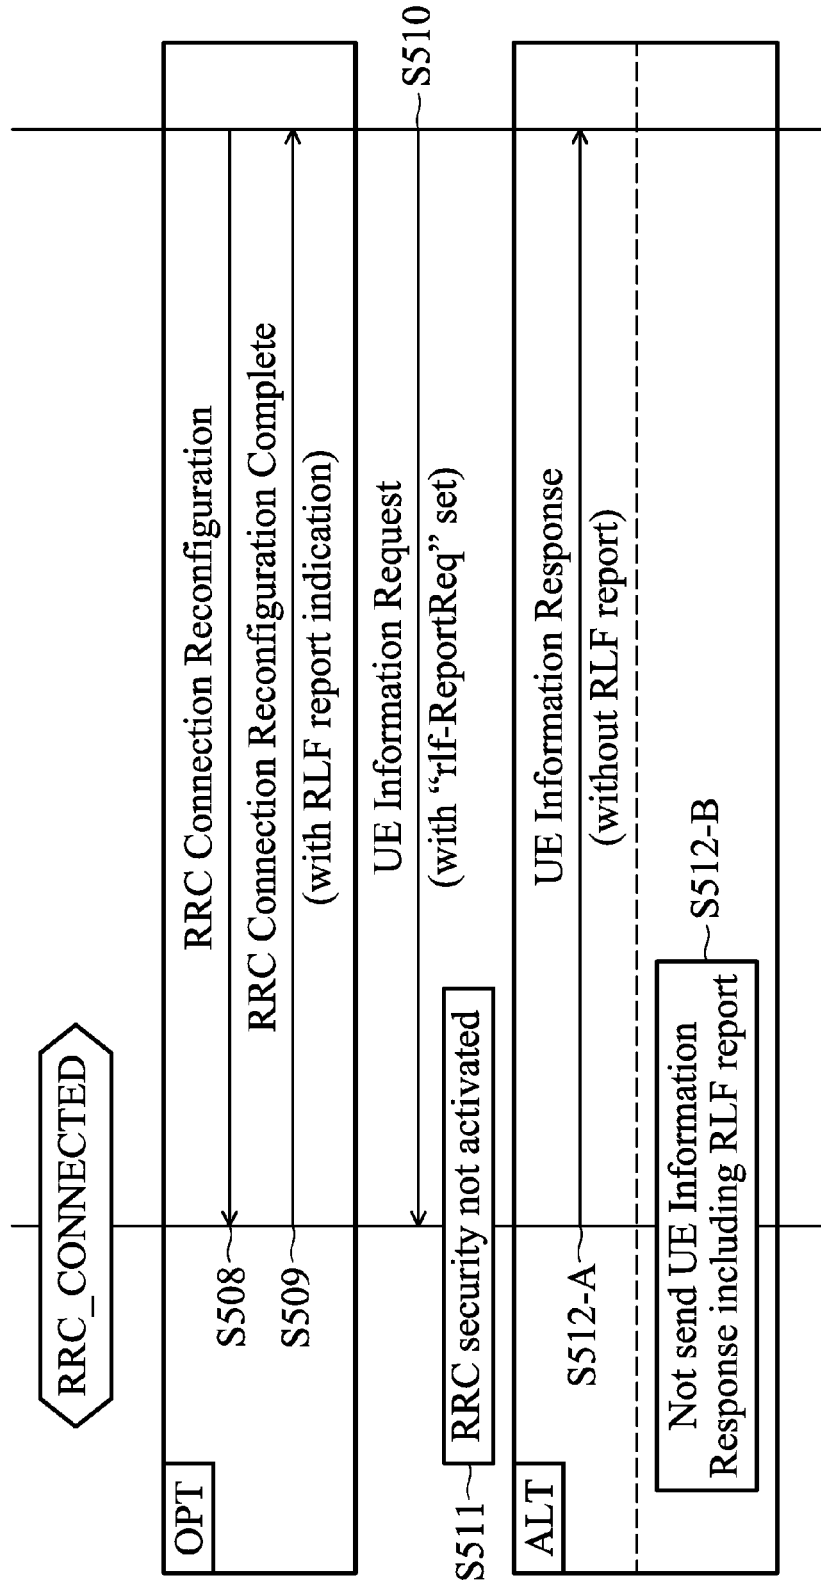 RRC_CONNECTED
OPT
RRC Connection Reconfiguration
S508
RRC Connection Reconfiguration Complete
(with RLF report indication)
S509
UE Information Request
(with “rlf-ReportReq” set)
S510
RRC security not activated
S511
ALT
UE Information Response
(without RLF report)
S512-A
Not send UE Information
Response including RLF report
S512-B